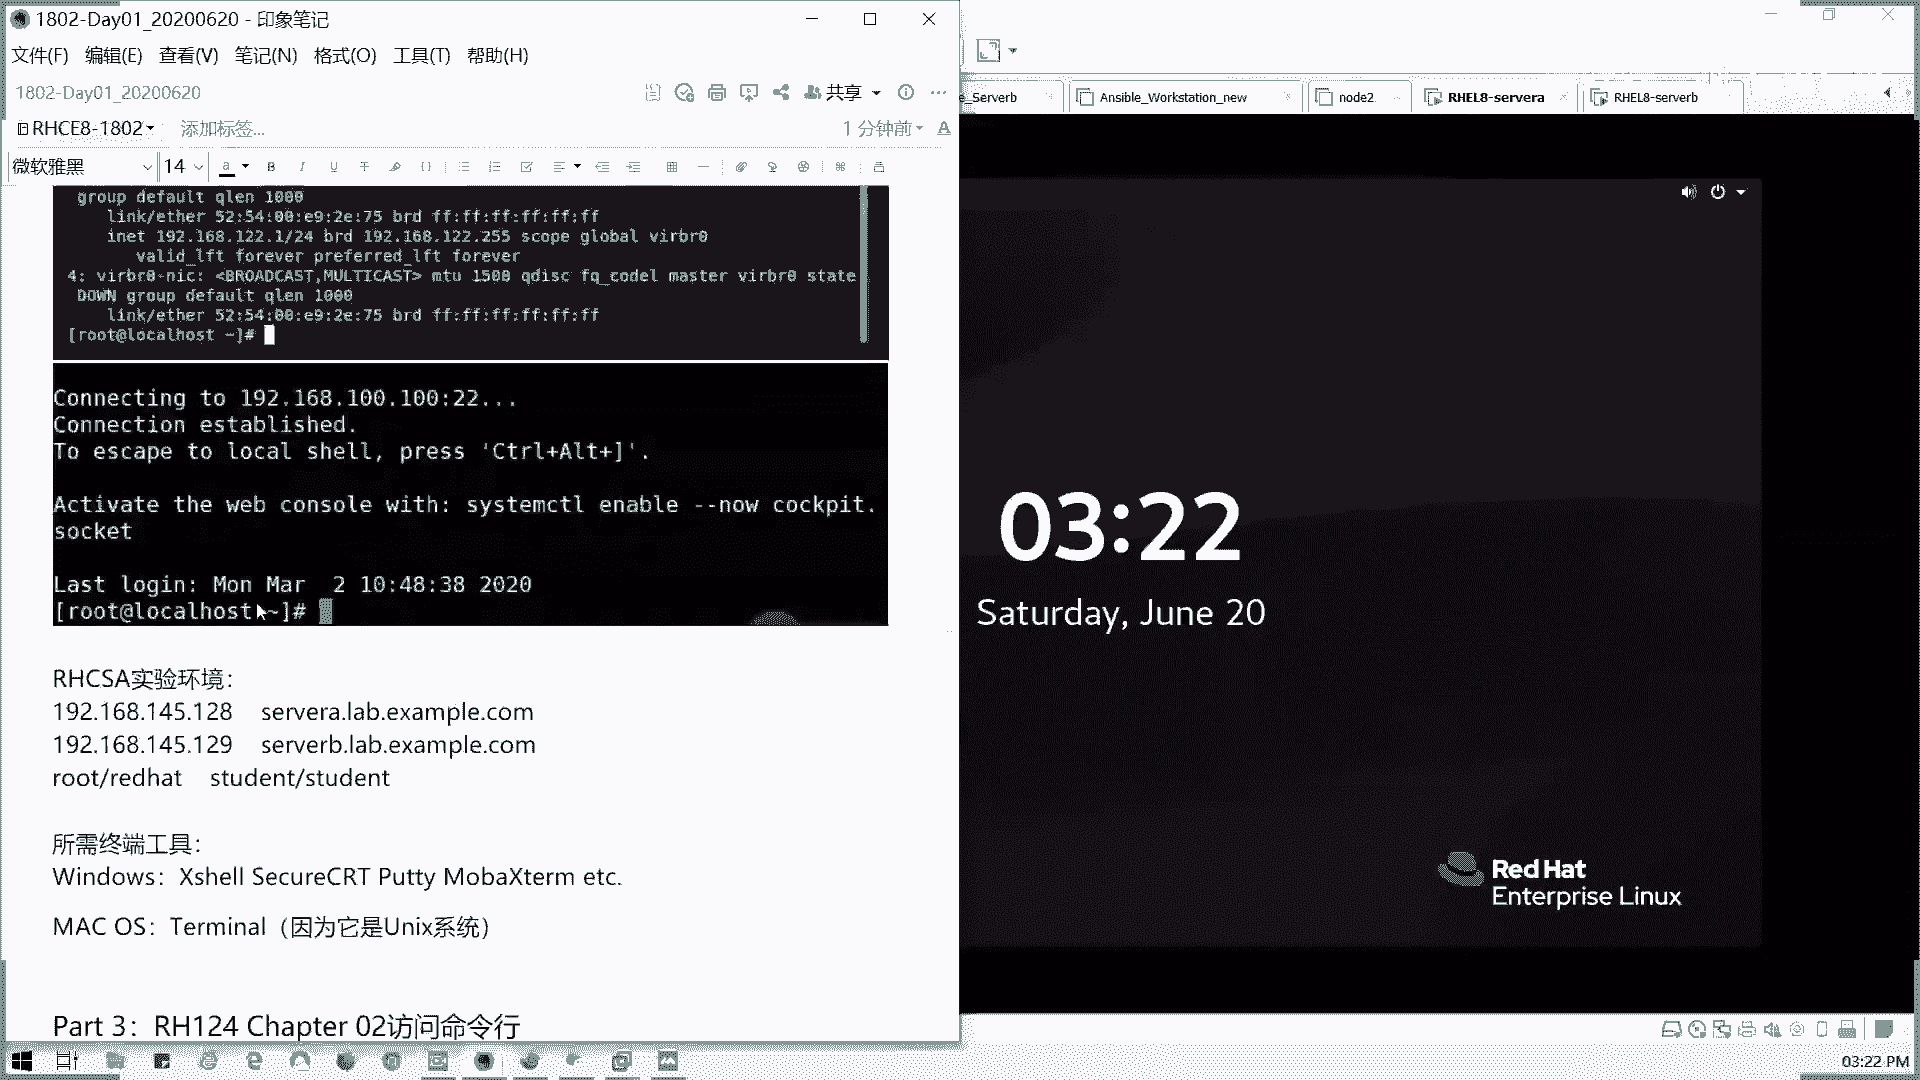 1802-Day01_20200620 - 印象笔记
文件(F) 编辑(E) 查看(V) 笔记(N) 格式(O) 工具(T) 帮助(H)
1802-Day01_20200620
共享
RHCE8-1802
添加标签...
1 分钟前
微软雅黑
14
group default qlen 1000
link/ether 52:54:00:e9:2e:75 brd ff:ff:ff:ff:ff:ff
inet 192.168.122.1/24 brd 192.168.122.255 scope global virbr0
valid_lft forever preferred_lft forever
4: virbr0-nic: <BROADCAST,MULTICAST> mtu 1500 qdisc fq_codel master virbr0 state
DOWN group default qlen 1000
link/ether 52:54:00:e9:2e:75 brd ff:ff:ff:ff:ff:ff
[root@localhost ~]#
Connecting to 192.168.100.100:22...
Connection established.
To escape to local shell, press 'Ctrl+Alt+]'.
Activate the web console with: systemctl enable --now cockpit.
socket
Last login: Mon Mar  2 10:48:38 2020
[root@localhost ~]#
RHCSA实验环境：
192.168.145.128 servera.lab.example.com
192.168.145.129 serverb.lab.example.com
root/redhat student/student
所需终端工具：
Windows：Xshell SecureCRT Putty MobaXterm etc.
MAC OS：Terminal（因为它是Unix系统）
Part 3：RH124 Chapter 02访问命令行
e_Serverb
Ansible_Workstation_new
node2
RHEL8-servera
RHEL8-serverb
03:22
Saturday, June 20
Red Hat
Enterprise Linux
03:22 PM